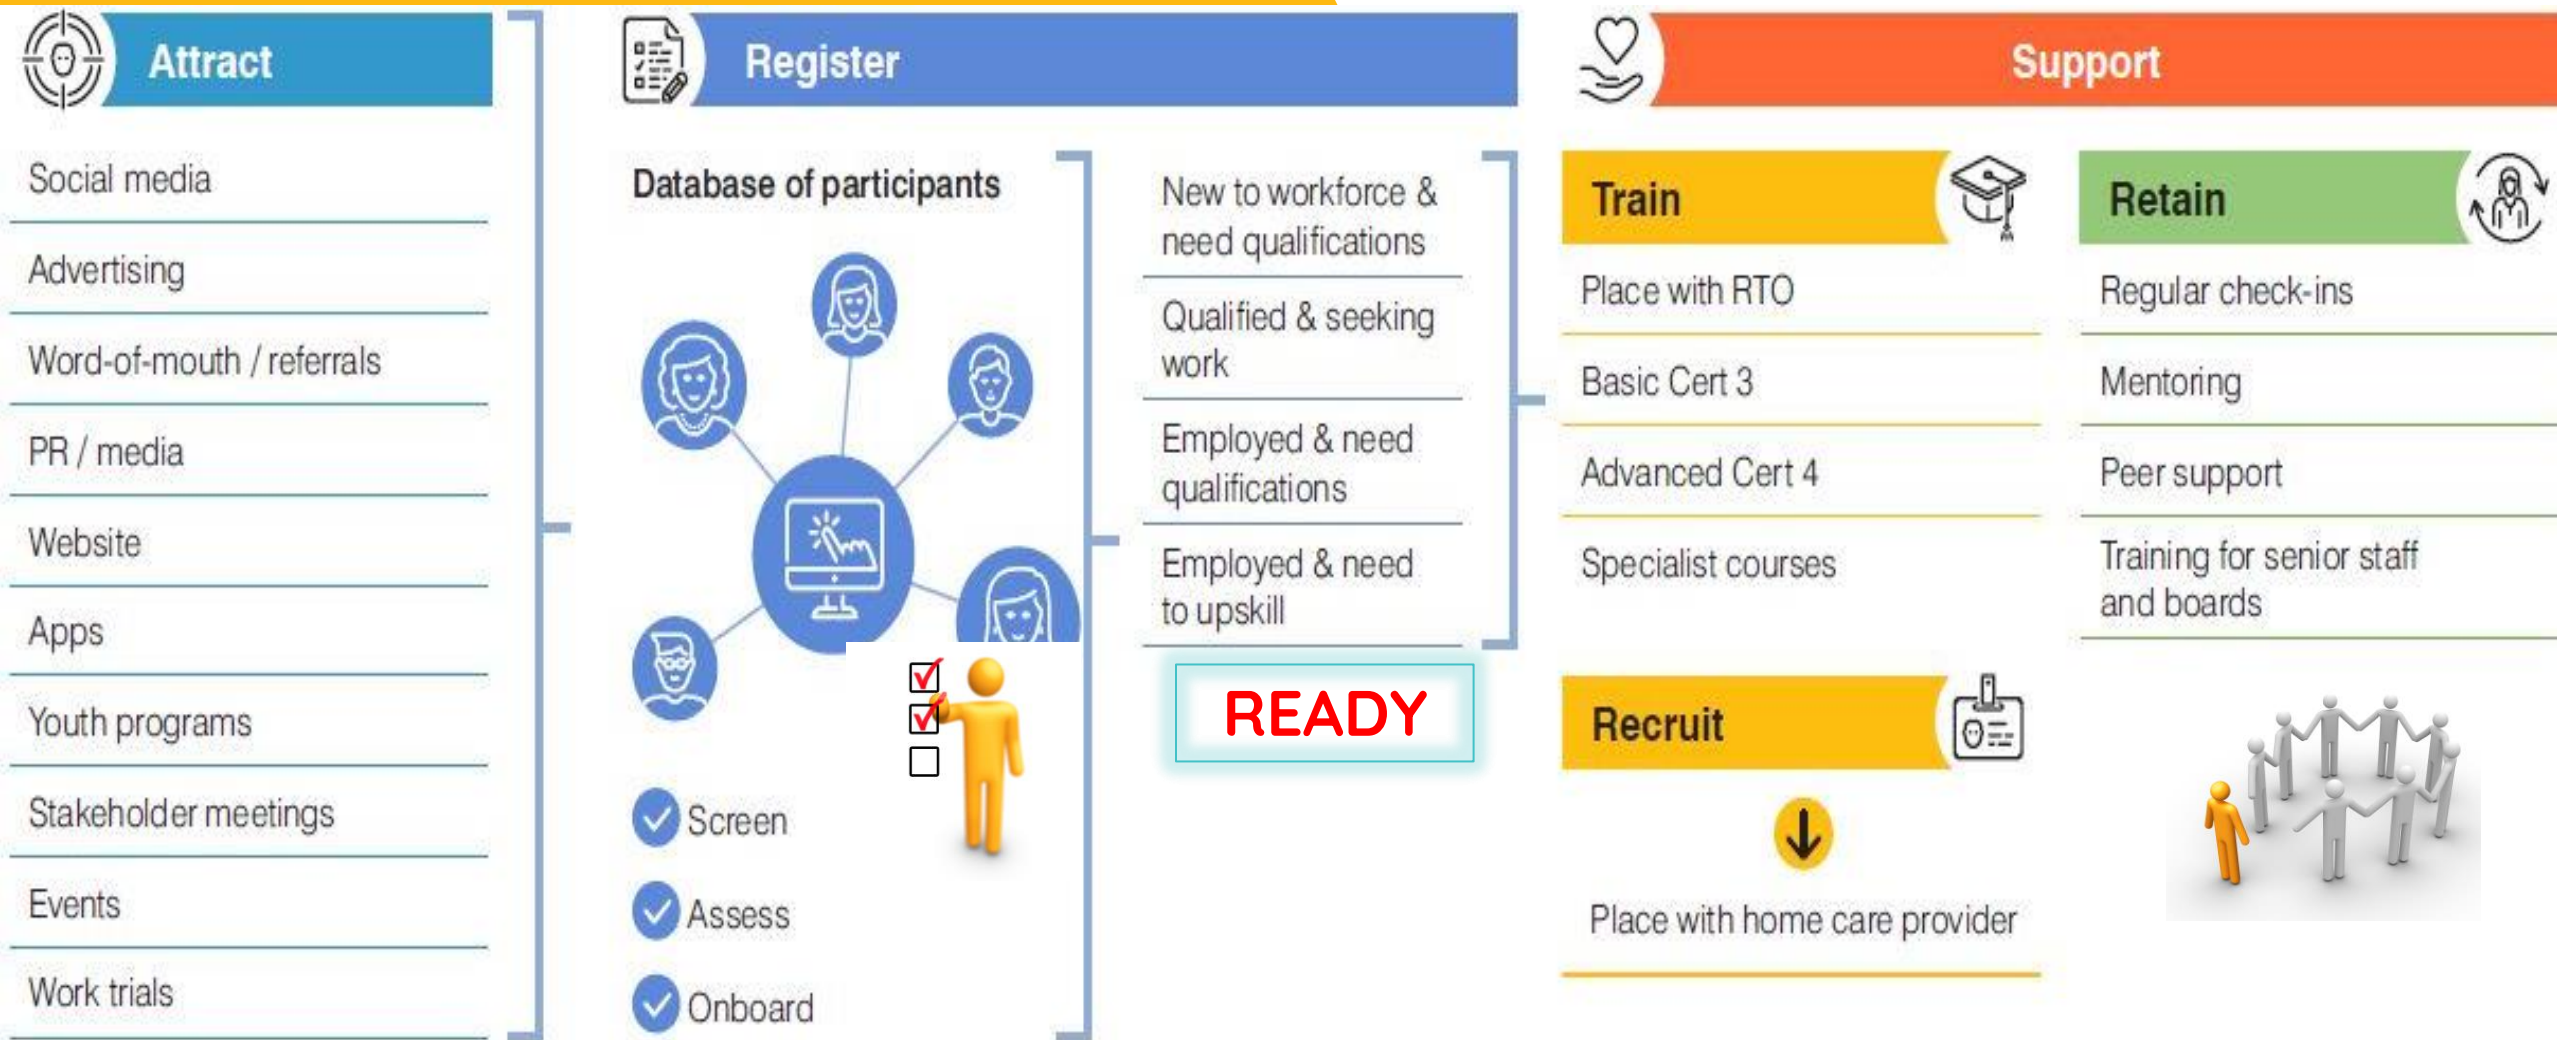 Attract
Social media
Advertising
Word-of-mouth / referrals
PR / media
Website
Apps
Youth programs
Stakeholder meetings
Events
Work trials
Register
Database of participants
Screen
Assess
Onboard
New to workforce &
need qualifications
Qualified & seeking
work
Employed & need
qualifications
Employed & need
to upskill
READY
Support
Train
Place with RTO
Basic Cert 3
Advanced Cert 4
Specialist courses
Recruit
Place with home care provider
Retain
Regular check-ins
Mentoring
Peer support
Training for senior staff
and boards